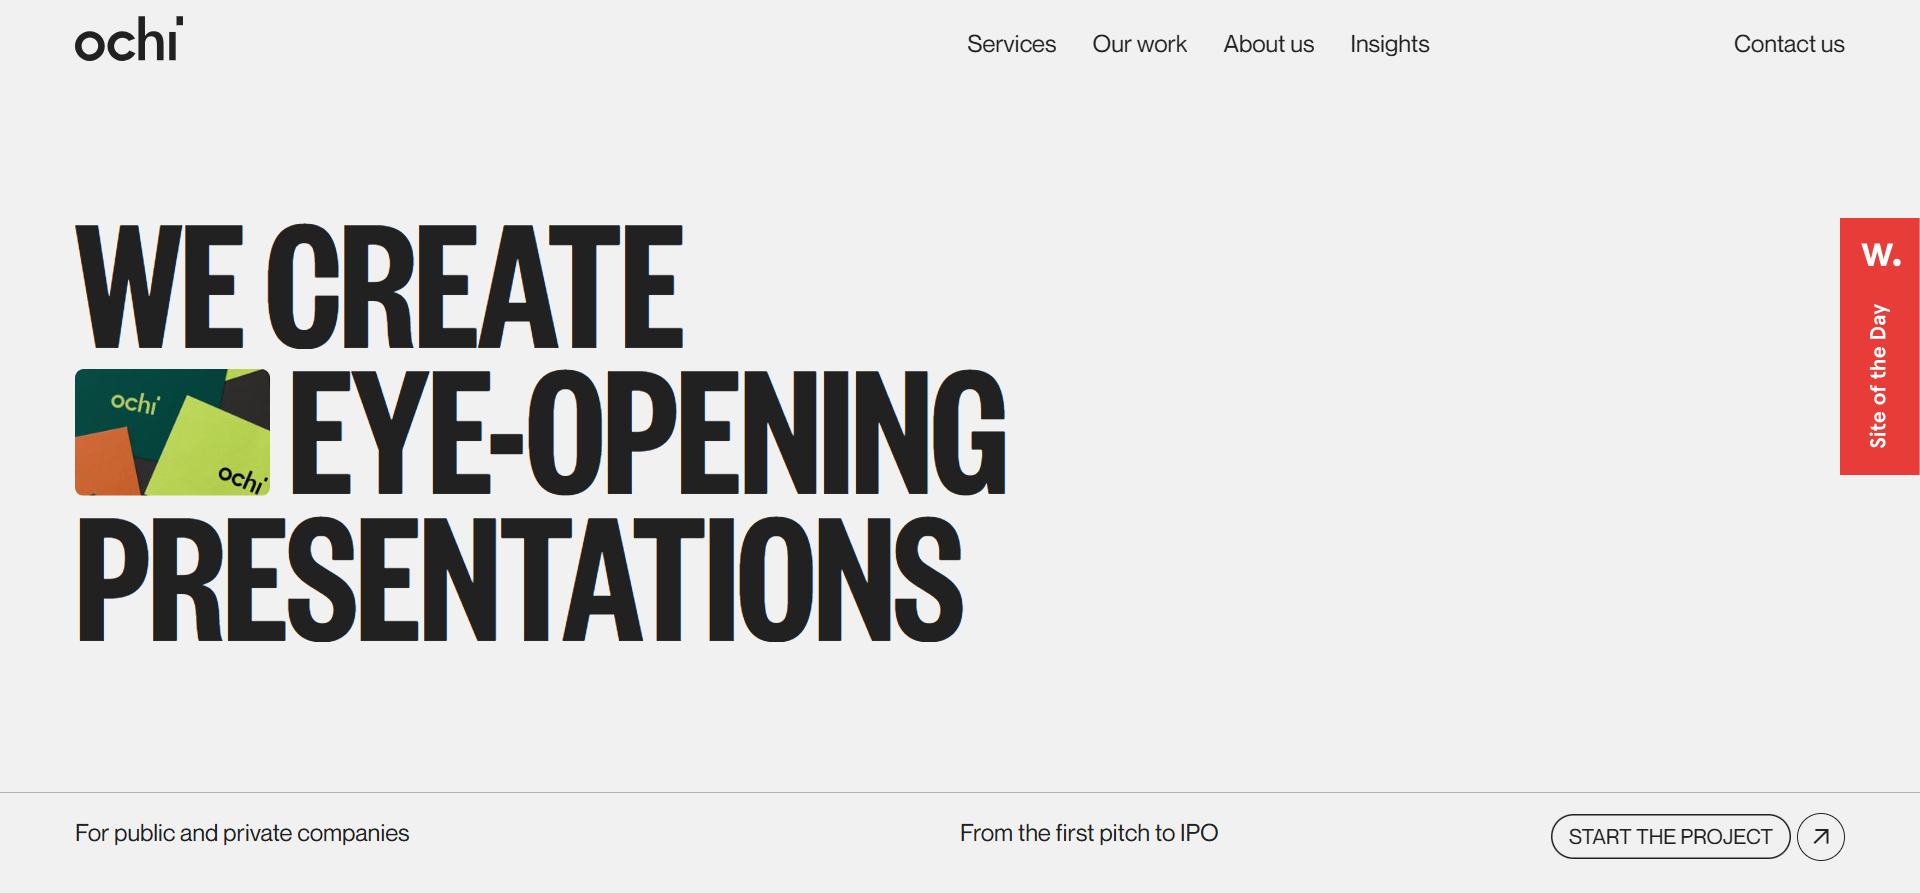 ochi
Services Our work About us Insights Contact us
WE CREATE
ochi
ochi
EYE-OPENING
PRESENTATIONS
W.
Site of the Day
For public and private companies
From the first pitch to IPO
START THE PROJECT